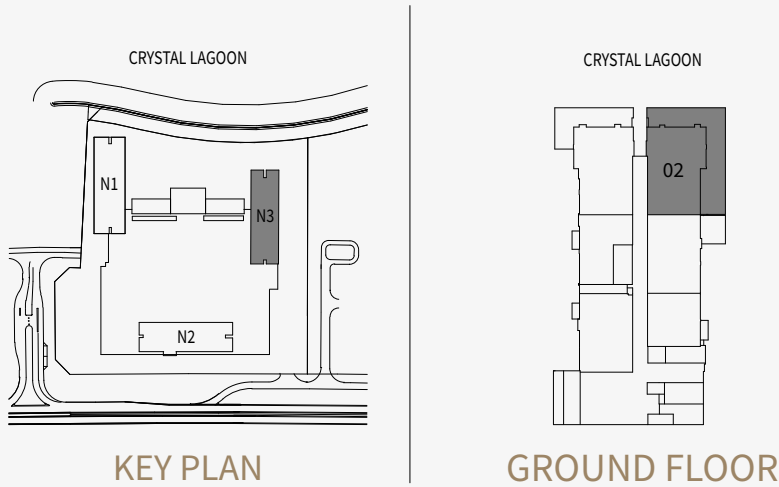 CRYSTAL LAGOON
N1
N3
N2
KEY PLAN
CRYSTAL LAGOON
02
GROUND FLOOR